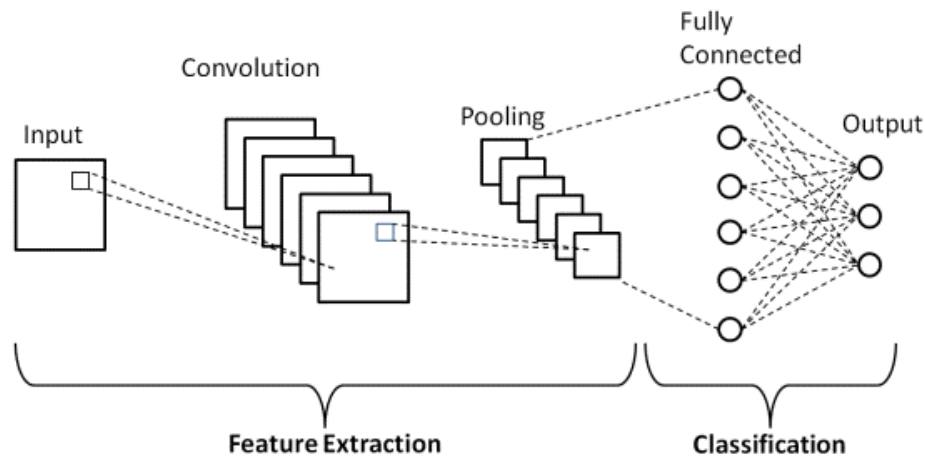 Fully
Connected
Convolution
Pooling
Input
Output
Feature Extraction
Classification